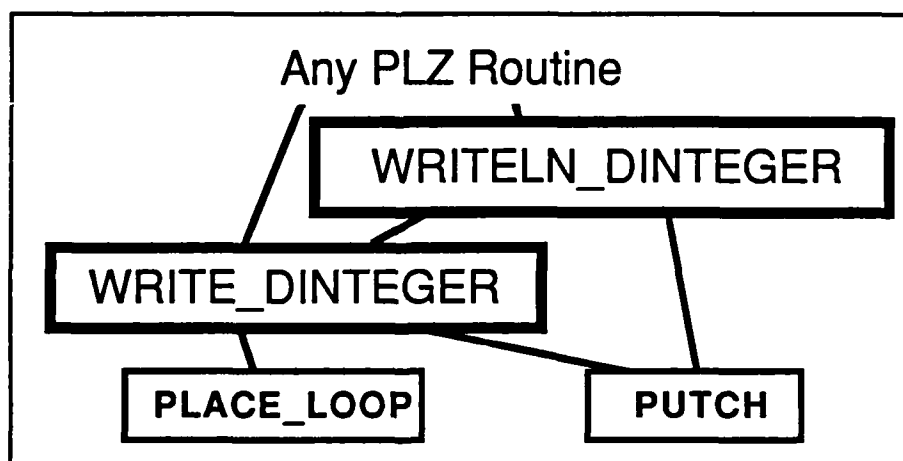 Any PLZ Routine
WRITELN_DINTEGER
WRITE_DINTEGER
PLACE_LOOP
PUTCH